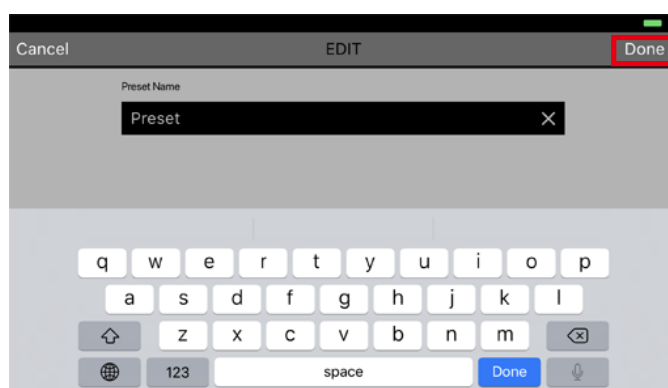 Cancel EDIT Done
Preset Name
Preset
q w e r t y u i o p
a s d f g h j k l
z x c v b n m
123 space Done